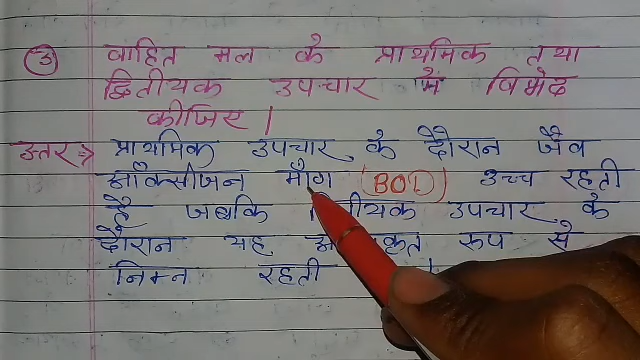 ③ वाहित मल के प्राथमिक तथा
द्वितीयक उपचार में विभेद
कीजिए |
उत्तर⇒ प्राथमिक उपचार के दौरान जैव
ऑक्सीजन माँग (BOD) उच्च रहती
है जबकि उपचार के
दौरान यह रूप से
निम्न रहती